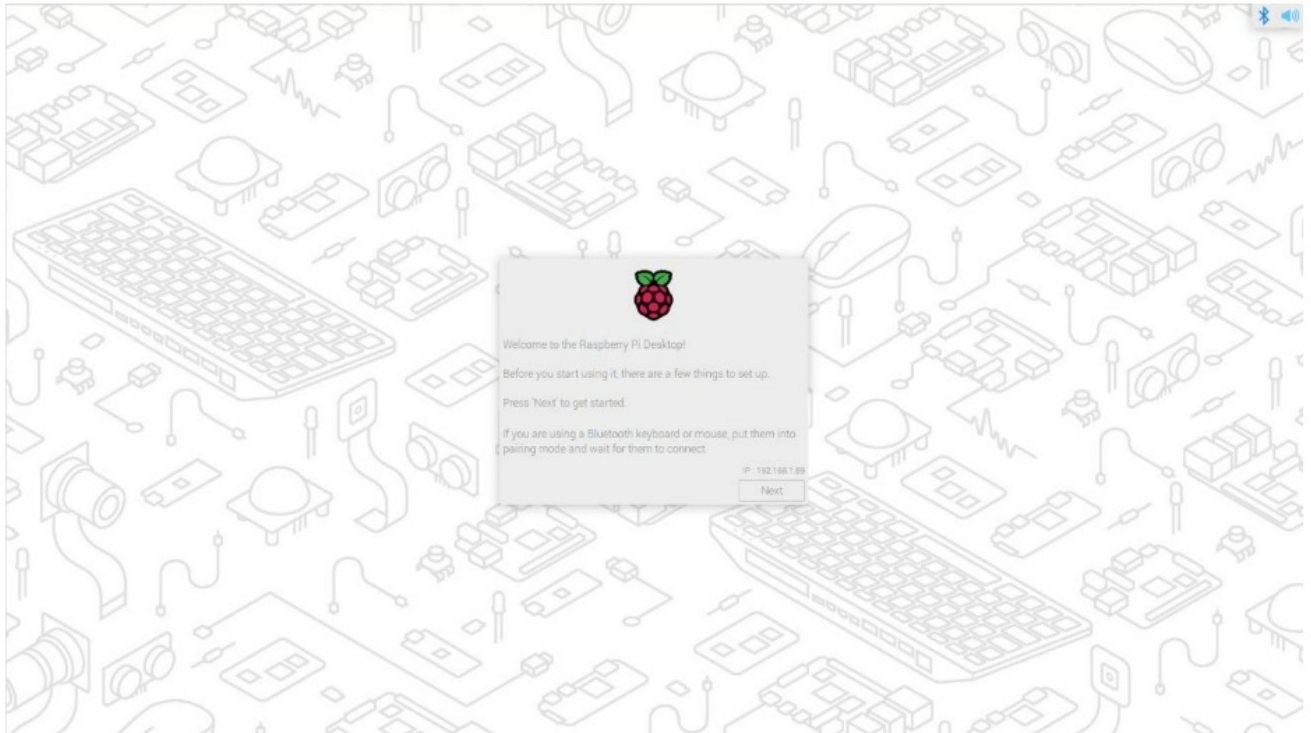 Welcome to the Raspberry Pi Desktop!
Before you start using it, there are a few things to set up.
Press 'Next' to get started.
If you are using a Bluetooth keyboard or mouse, put them into
pairing mode and wait for them to connect.
IP : 192.168.1.89
Next